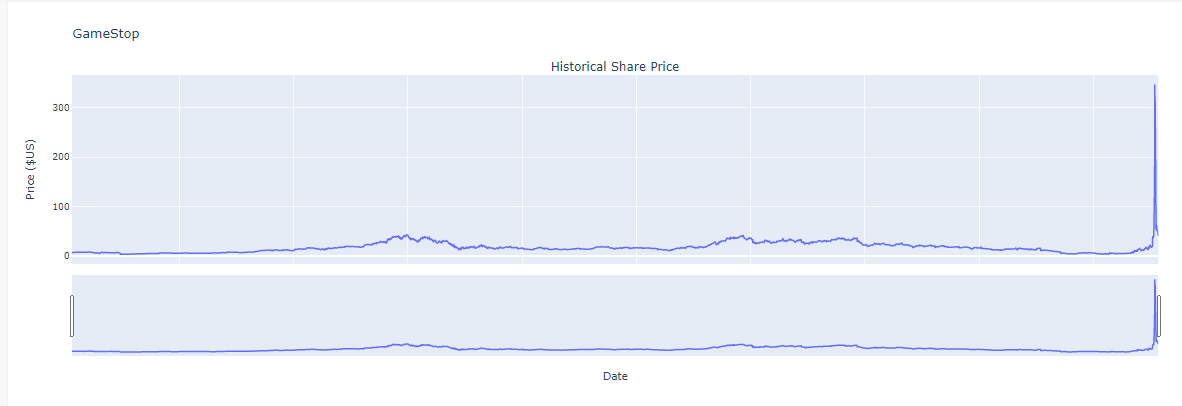 GameStop
Historical Share Price
Price ($US)
300
200
100
0
Date